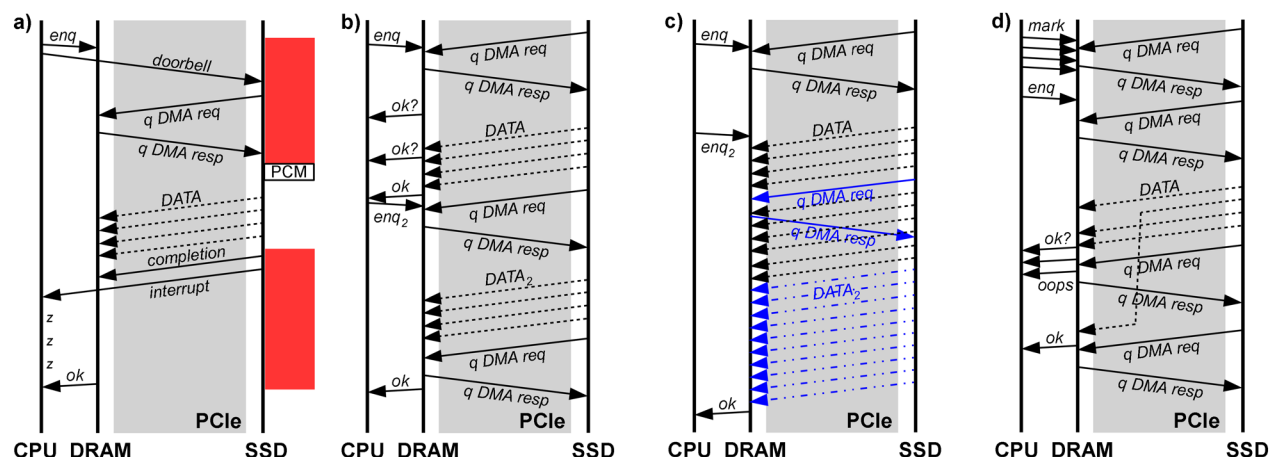 a)
enq
doorbell
q DMA req
q DMA resp
PCM
DATA
completion
interrupt
z
z
z
z
ok
PCIe
CPU DRAM SSD
b)
enq
q DMA req
q DMA resp
ok?
DATA
ok?
ok
enq2
q DMA req
q DMA resp
DATA2
q DMA req
ok
q DMA resp
PCIe
CPU DRAM SSD
c)
enq
q DMA req
q DMA resp
DATA
enq2
q DMA req
q DMA resp
DATA2
ok
PCIe
CPU DRAM SSD
d)
mark
q DMA req
q DMA resp
enq
q DMA req
q DMA resp
DATA
ok?
q DMA req
oops
q DMA resp
ok
q DMA req
q DMA resp
PCIe
CPU DRAM SSD